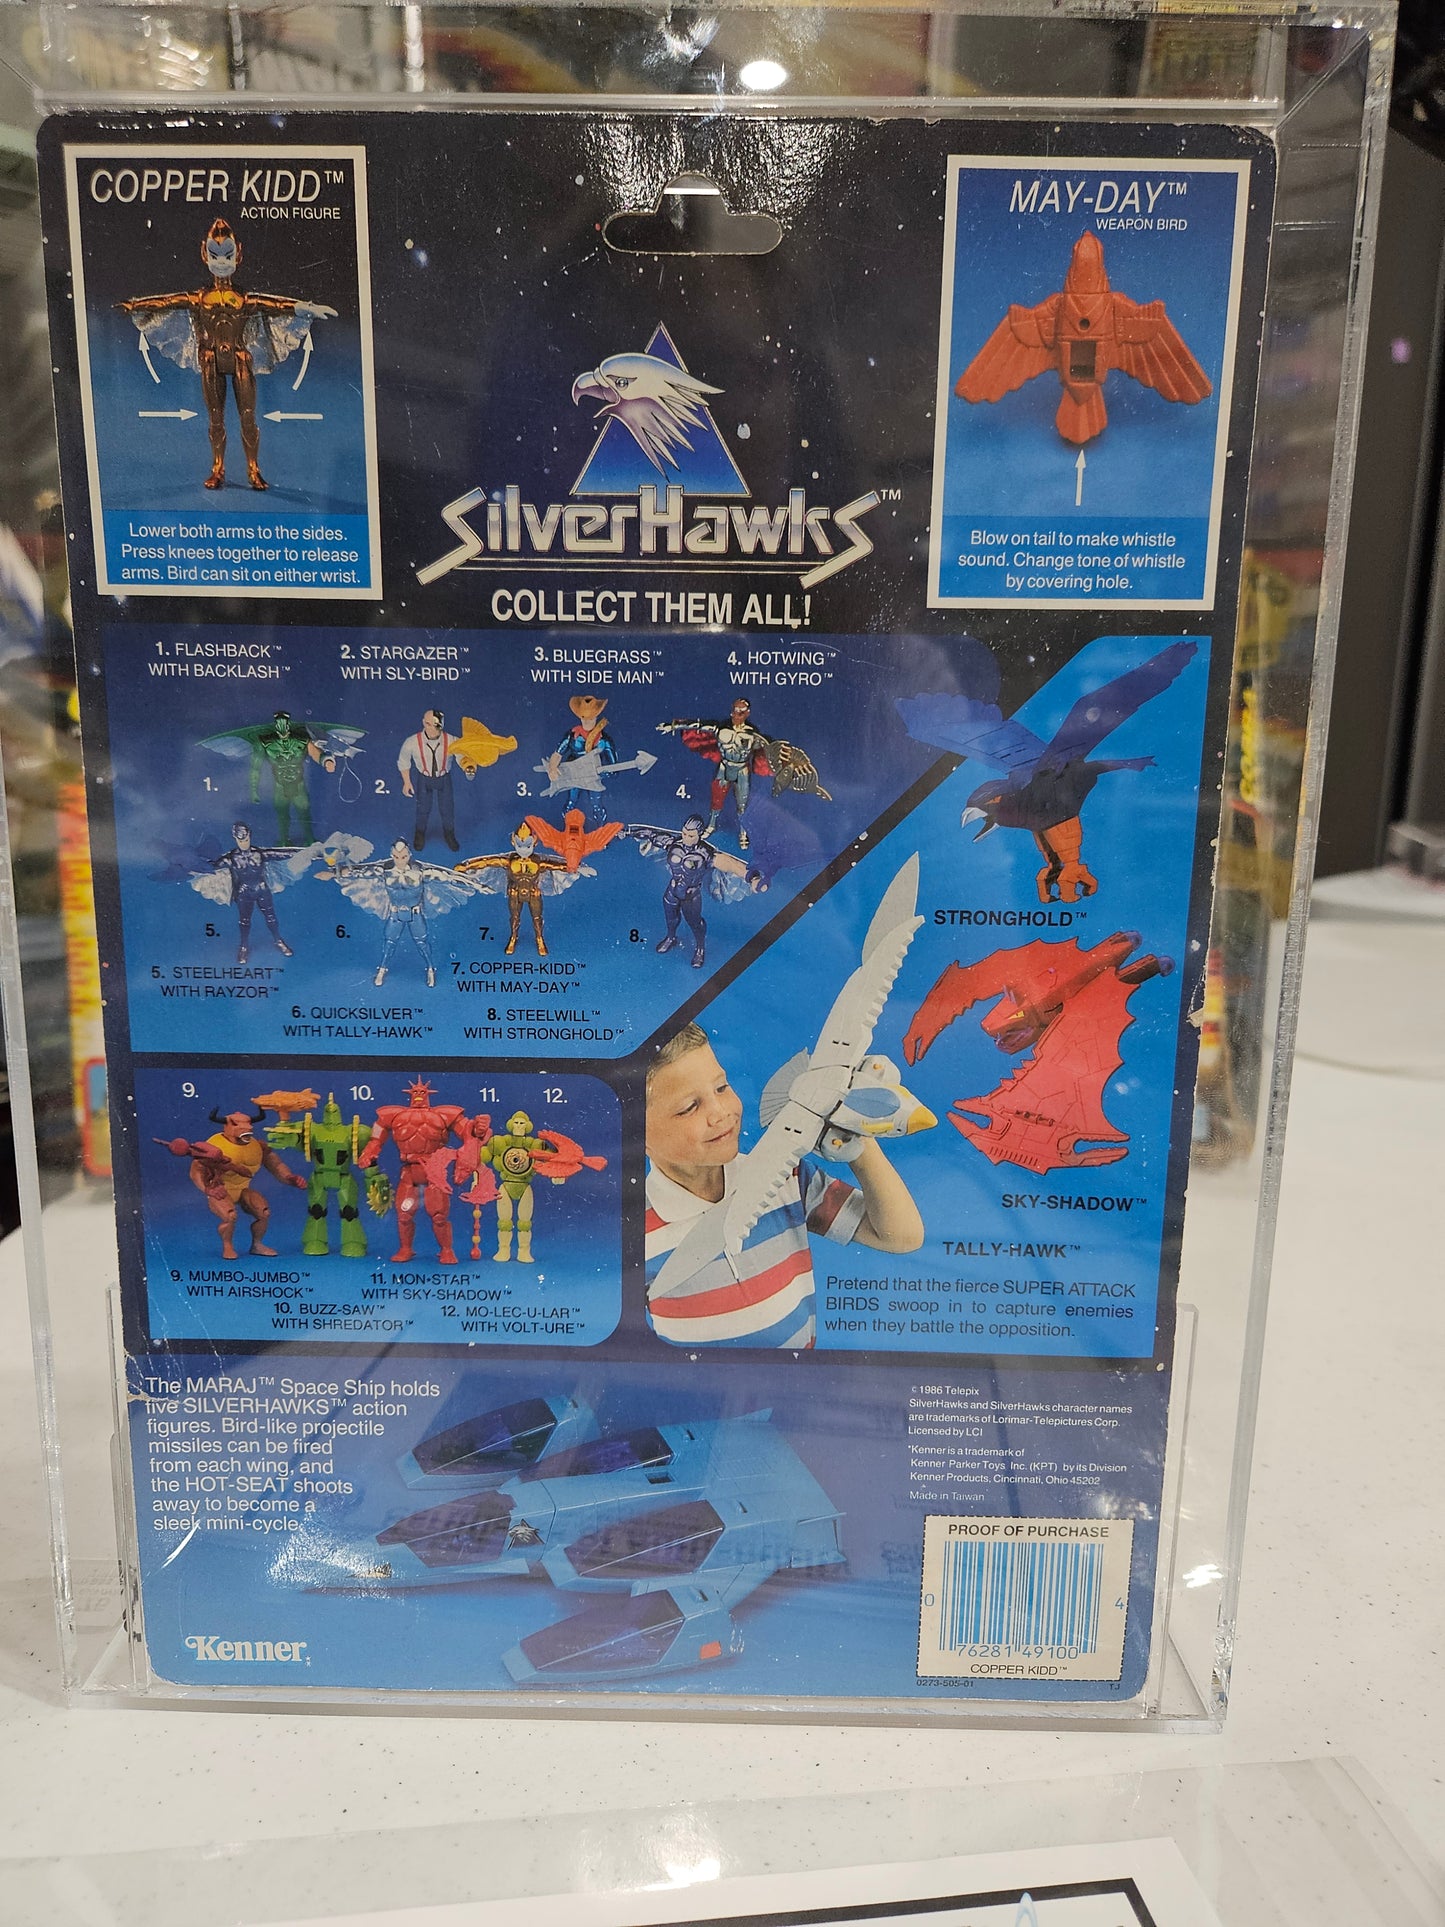 COPPER KIDD™
ACTION FIGURE
Lower both arms to the sides.
Press knees together to release
arms. Bird can sit on either wrist.
MAY-DAY™
WEAPON BIRD
Blow on tail to make whistle
sound. Change tone of whistle
by covering hole.
SilverHawks™
COLLECT THEM ALL!
1. FLASHBACK™
WITH BACKLASH™
2. STARGAZER™
WITH SLY-BIRD™
3. BLUEGRASS™
WITH SIDE MAN™
4. HOTWING™
WITH GYRO™
1.
2.
3.
4.
5.
6.
7.
8.
5. STEELHEART™
WITH RAYZOR™
6. QUICKSILVER™
WITH TALLY-HAWK™
7. COPPER-KIDD™
WITH MAY-DAY™
8. STEELWILL™
WITH STRONGHOLD™
STRONGHOLD™
SKY-SHADOW™
TALLY-HAWK™
Pretend that the fierce SUPER ATTACK
BIRDS swoop in to capture enemies
when they battle the opposition.
9.
10.
11.
12.
9. MUMBO-JUMBO™
WITH AIRSHOCK™
10. BUZZ-SAW™
WITH SHREDATOR™
11. MON•STAR™
WITH SKY-SHADOW™
12. MO-LEC-U-LAR™
WITH VOLT-URE™
The MARAJ™ Space Ship holds
five SILVERHAWKS™ action
figures. Bird-like projectile
missiles can be fired
from each wing, and
the HOT-SEAT shoots
away to become a
sleek mini-cycle.
Kenner
© 1986 Telepix
SilverHawks and SilverHawks character names
are trademarks of Lorimar-Telepictures Corp.
Licensed by LCI
*Kenner is a trademark of
Kenner Parker Toys Inc. (KPT) by its Division
Kenner Products, Cincinnati, Ohio 45202
Made in Taiwan
PROOF OF PURCHASE
0 76281 49100 4
COPPER KIDD™
0273-505-01
TJ